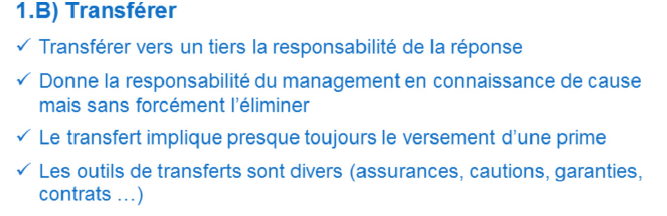 1.B) Transférer
✓ Transférer vers un tiers la responsabilité de la réponse
✓ Donne la responsabilité du management en connaissance de cause
mais sans forcément l'éliminer
✓ Le transfert implique presque toujours le versement d'une prime
✓ Les outils de transferts sont divers (assurances, cautions, garanties,
contrats …)